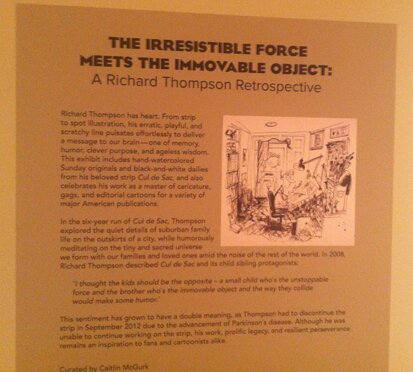 THE IRRESISTIBLE FORCE
MEETS THE IMMOVABLE OBJECT:
A Richard Thompson Retrospective
Richard Thompson has heart. From strip
to spot illustration, his erratic, playful, and
scratchy line pulsates effortlessly to deliver
a message to our brain—one of memory,
humor, clever purpose, and ageless wisdom.
This exhibit includes hand-watercolored
Sunday originals and black-and-white dailies
from his beloved strip Cul de Sac, and also
celebrates his work as a master of caricature,
gags, and editorial cartoons for a variety of
major American publications.
In the six-year run of Cul de Sac, Thompson
explored the quiet details of suburban family
life on the outskirts of a city, while humorously
meditating on the tiny and sacred universe
we form with our families and loved ones amid the noise of the rest of the world. In 2008,
Richard Thompson described Cul de Sac and its child sibling protagonists:
"I thought the kids should be the opposite – a small child who's the unstoppable
force and the brother who's the immovable object and the way they collide
would make some humor."
This sentiment has grown to have a double meaning, as Thompson had to discontinue the
strip in September 2012 due to the advancement of Parkinson's disease. Although he was
unable to continue working on the strip, his work, prolific legacy, and resilient perseverance
remain an inspiration to fans and cartoonists alike.
Curated by Caitlin McGurk